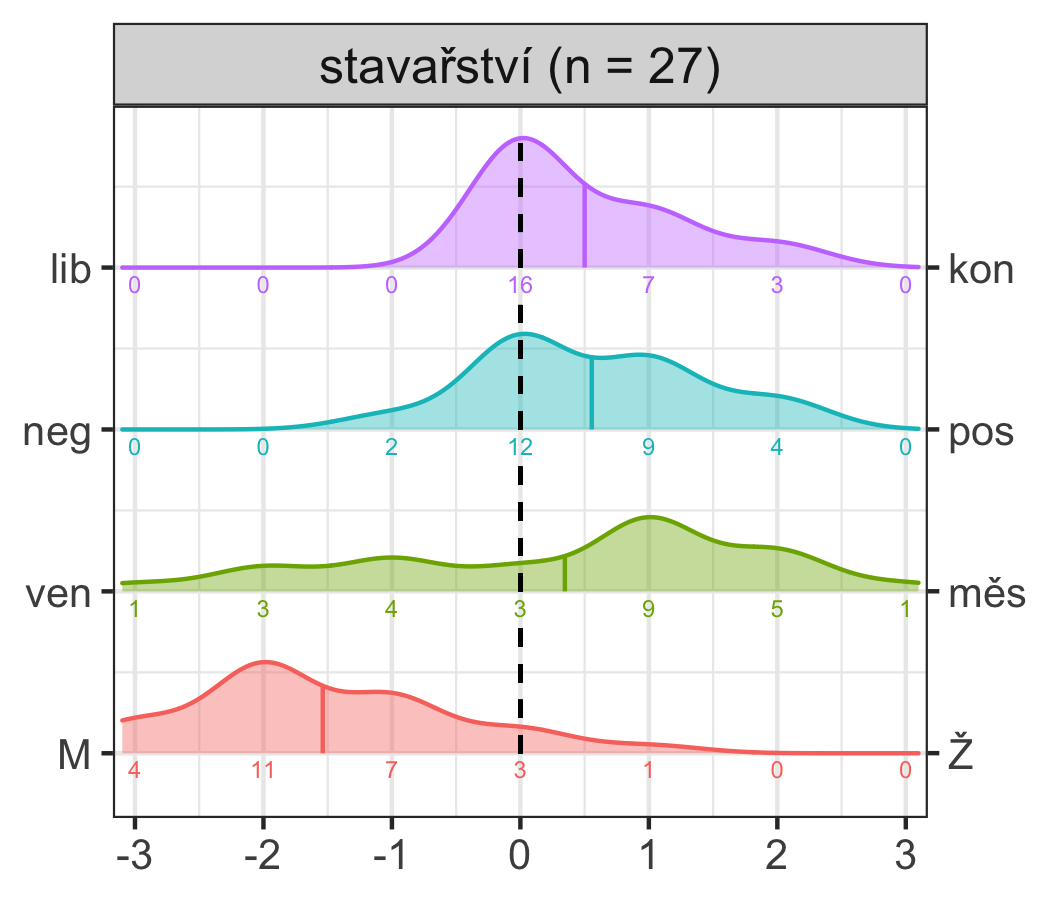 stavařství (n = 27)
lib kon
0 0 0 16 7 3 0
neg pos
0 0 2 12 9 4 0
ven měs
1 3 4 3 9 5 1
M Ž
4 11 7 3 1 0 0
-3 -2 -1 0 1 2 3